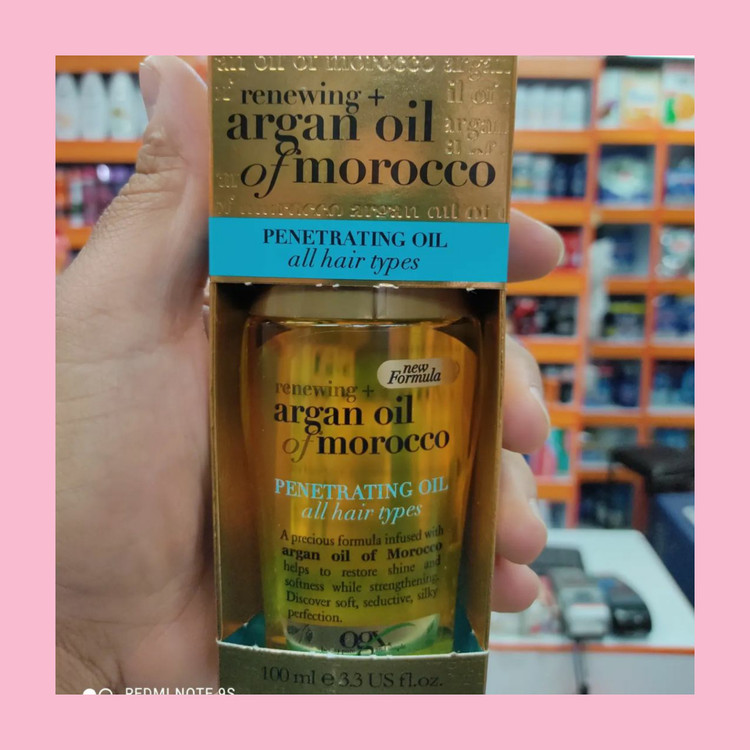 renewing +
argan oil
of morocco
PENETRATING OIL
all hair types
new
Formula
renewing +
argan oil
of morocco
PENETRATING OIL
all hair types
A precious formula infused with
argan oil of Morocco
helps to restore shine and
softness while strengthening.
Discover soft, seductive, silky
perfection.
ogx
100 ml e 3.3 US fl.oz.
REDMI NOTE 9S